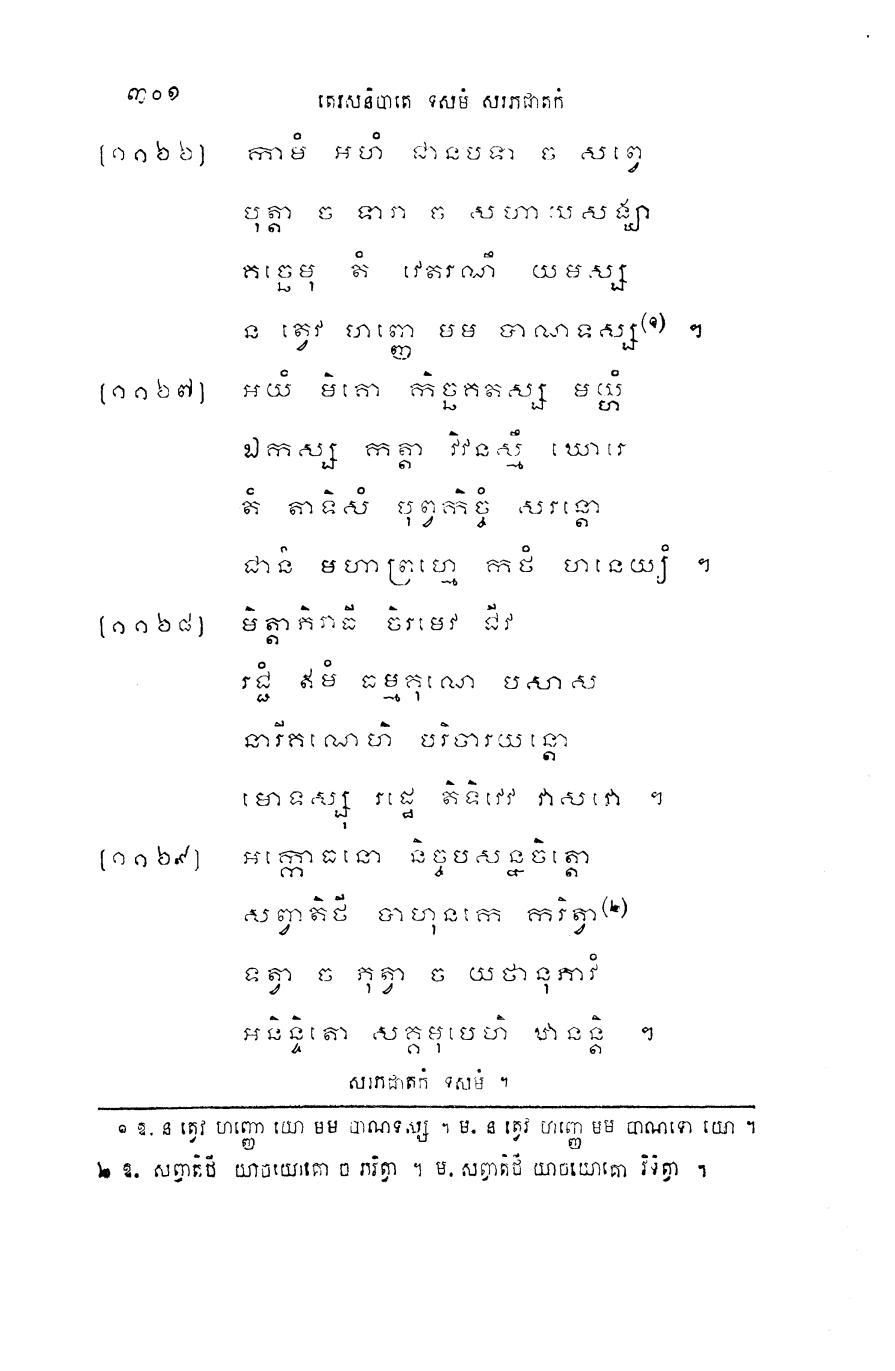 ៣០១ តេរសនិបាតេ ទសមំ សរភជាតកំ
(១១៦៦) កាមំ អហំ ជានបទា ច សព្វេ
បុត្តា ច ទារា ច សហាយសង្ឃា
គច្ឆេមុ តំ វេតរណឹ យមស្ស
ន ត្វេវ ហញ្ញេ មម បាណទស្ស(១) ។
(១១៦៧) អយំ មិគោ កិច្ឆគតស្ស មយ្ហំ
ឯកស្ស កត្តា វិវនស្មឹ ឃោរេ
តំ តាទិសំ បុព្វកិច្ចំ សរន្តោ
ជានំ មហាព្រហ្មេ កថំ ហនេយ្យំ ។
(១១៦៨) មិត្តាភិរាធី ចិរមេវ ជីវ
រជ្ជំ ឥមំ ធម្មគុណេ បសាស
នារីគណេហិ បរិចារយន្តោ
មោទស្សុ រដ្ឋេ តិទិវេវ វាសវោ ។
(១១៦៩) អក្កោធនោ និច្ចបសន្នចិត្តោ
សព្វាតិថី បាហុនកេ ករិត្វា(២)
ទត្វា ច ភុត្វា ច យថានុភាវំ
អនិន្ទិតោ សគ្គមុបេហិ ឋានន្តិ ។
សរភជាតកំ ទសមំ ។
១ ឱ. ន ត្វេវ ហញ្ញោ យោ មម បាណទស្ស ។ ម. ន ត្វេវ ហញ្ញេ មម បាណទោ យោ ។
២ ឱ. សព្វាតិថី យាចយោគោ ច ភរិត្វា ។ ម. សព្វាតិថី យាចយោគោ វិទិត្វា ។